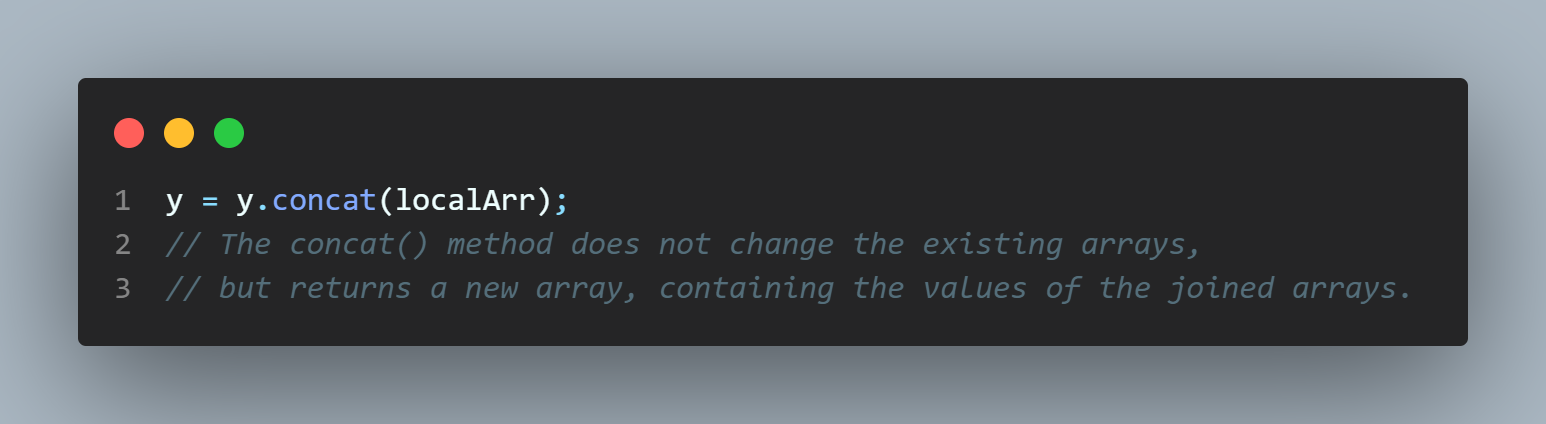 1 y = y.concat(localArr);
2 // The concat() method does not change the existing arrays,
3 // but returns a new array, containing the values of the joined arrays.